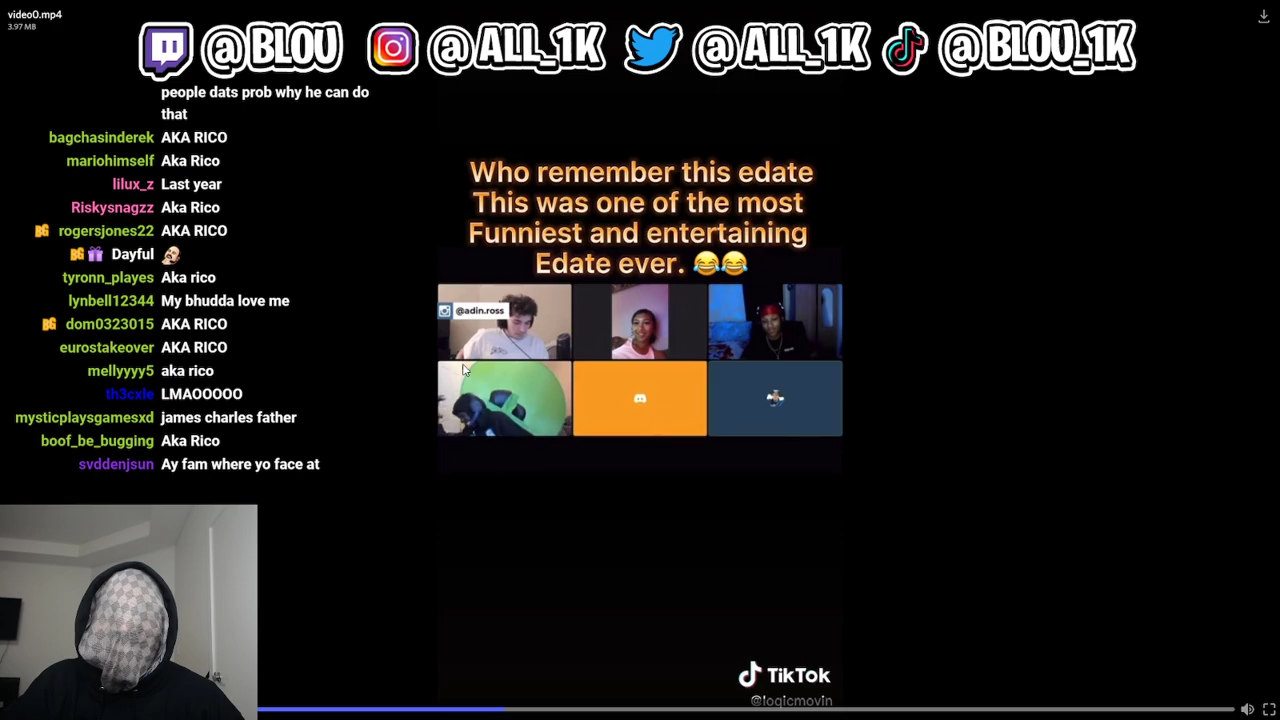 video0.mp4
3.97 MB
@BLOU @ALL_1K @ALL_1K @BLOU_1K
people dats prob why he can do
that
bagchasinderek AKA RICO
mariohimself Aka Rico
lilux_z Last year
Riskysnagzz Aka Rico
BG rogersjones22 AKA RICO
BG Dayful
tyronn_playes Aka rico
lynbell12344 My bhudda love me
BG dom0323015 AKA RICO
eurostakeover AKA RICO
mellyyyy5 aka rico
th3cxle LMAOOOOO
mysticplaysgamesxd james charles father
boof_be_bugging Aka Rico
svddenjsun Ay fam where yo face at
Who remember this edate
This was one of the most
Funniest and entertaining
Edate ever. 😂😂
@adin.ross
TikTok
@logicmovin